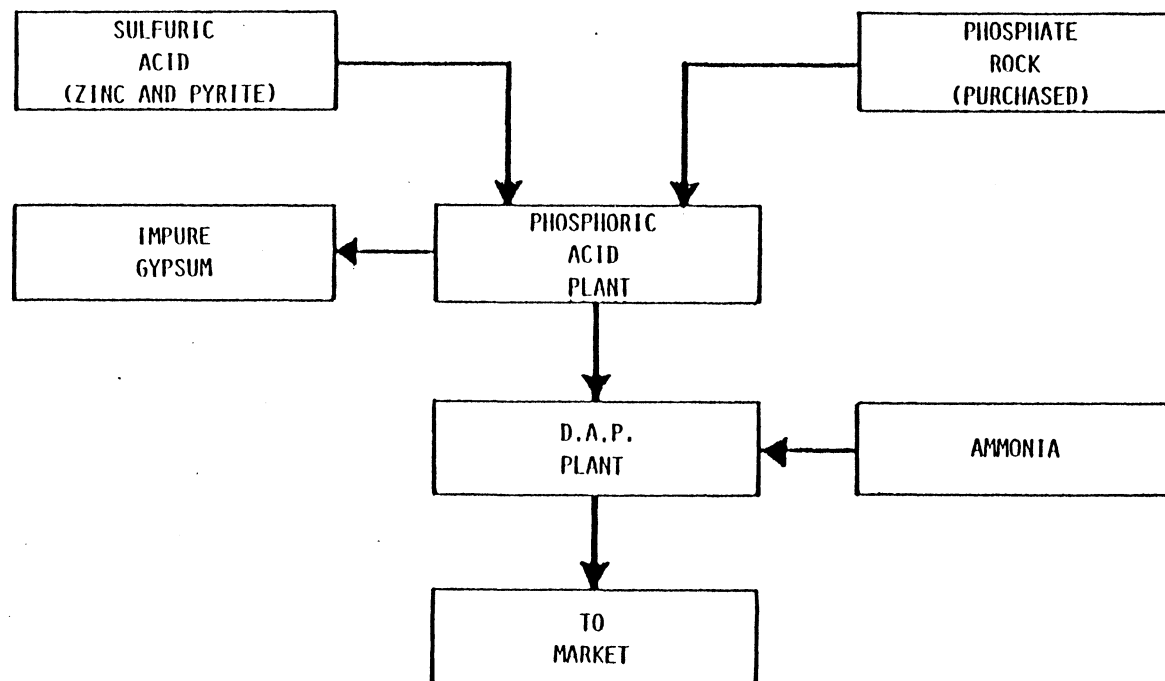 SULFURIC
ACID
(ZINC AND PYRITE)
PHOSPHATE
ROCK
(PURCHASED)
IMPURE
GYPSUM
PHOSPHORIC
ACID
PLANT
D.A.P.
PLANT
AMMONIA
TO
MARKET